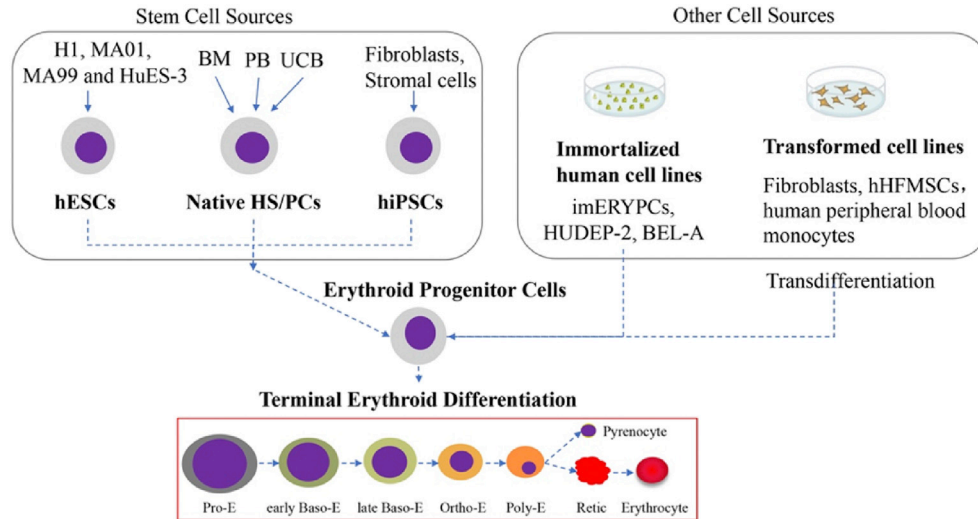 Stem Cell Sources
H1, MA01,
MA99 and HuES-3
BM PB UCB
Fibroblasts,
Stromal cells
hESCs
Native HS/PCs
hiPSCs
Other Cell Sources
Immortalized
human cell lines
imERYPCs,
HUDEP-2, BEL-A
Transformed cell lines
Fibroblasts, hHFMSCs,
human peripheral blood
monocytes
Transdifferentiation
Erythroid Progenitor Cells
Terminal Erythroid Differentiation
Pyrenocyte
Pro-E early Baso-E late Baso-E Ortho-E Poly-E Retic Erythrocyte